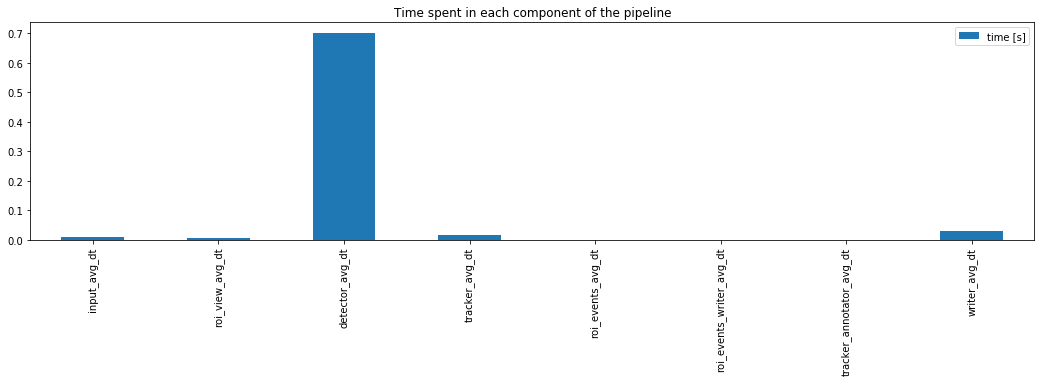 Time spent in each component of the pipeline
time [s]
0.7
0.6
0.5
0.4
0.3
0.2
0.1
0.0
input_avg_dt
roi_view_avg_dt
detector_avg_dt
tracker_avg_dt
roi_events_avg_dt
roi_events_writer_avg_dt
tracker_annotator_avg_dt
writer_avg_dt